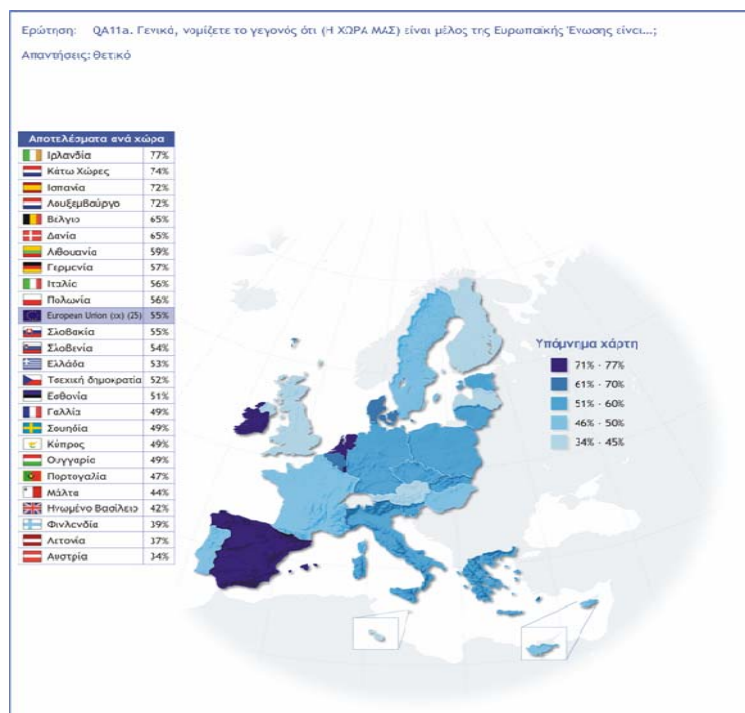 Ερώτηση: QA11a. Γενικά, νομίζετε το γεγονός ότι (Η ΧΩΡΑ ΜΑΣ) είναι μέλος της Ευρωπαϊκής Ένωσης είναι...;
Απαντήσεις: Θετικό
Αποτελέσματα ανά χώρα
Ιρλανδία 77%
Κάτω Χώρες 74%
Ισπανία 72%
Λουξεμβούργο 72%
Βέλγιο 65%
Δανία 65%
Λιθουανία 59%
Γερμανία 57%
Ιταλία 56%
Πολωνία 56%
European Union (25) 55%
Σλοβακία 55%
Σλοβενία 54%
Ελλάδα 53%
Τσεχική δημοκρατία 52%
Εσθονία 51%
Γαλλία 49%
Σουηδία 49%
Κύπρος 49%
Ουγγαρία 49%
Πορτογαλία 47%
Μάλτα 44%
Ηνωμένο Βασίλειο 42%
Φινλανδία 39%
Λετονία 37%
Αυστρία 34%
Υπόμνημα χάρτη
71% - 77%
61% - 70%
51% - 60%
46% - 50%
34% - 45%